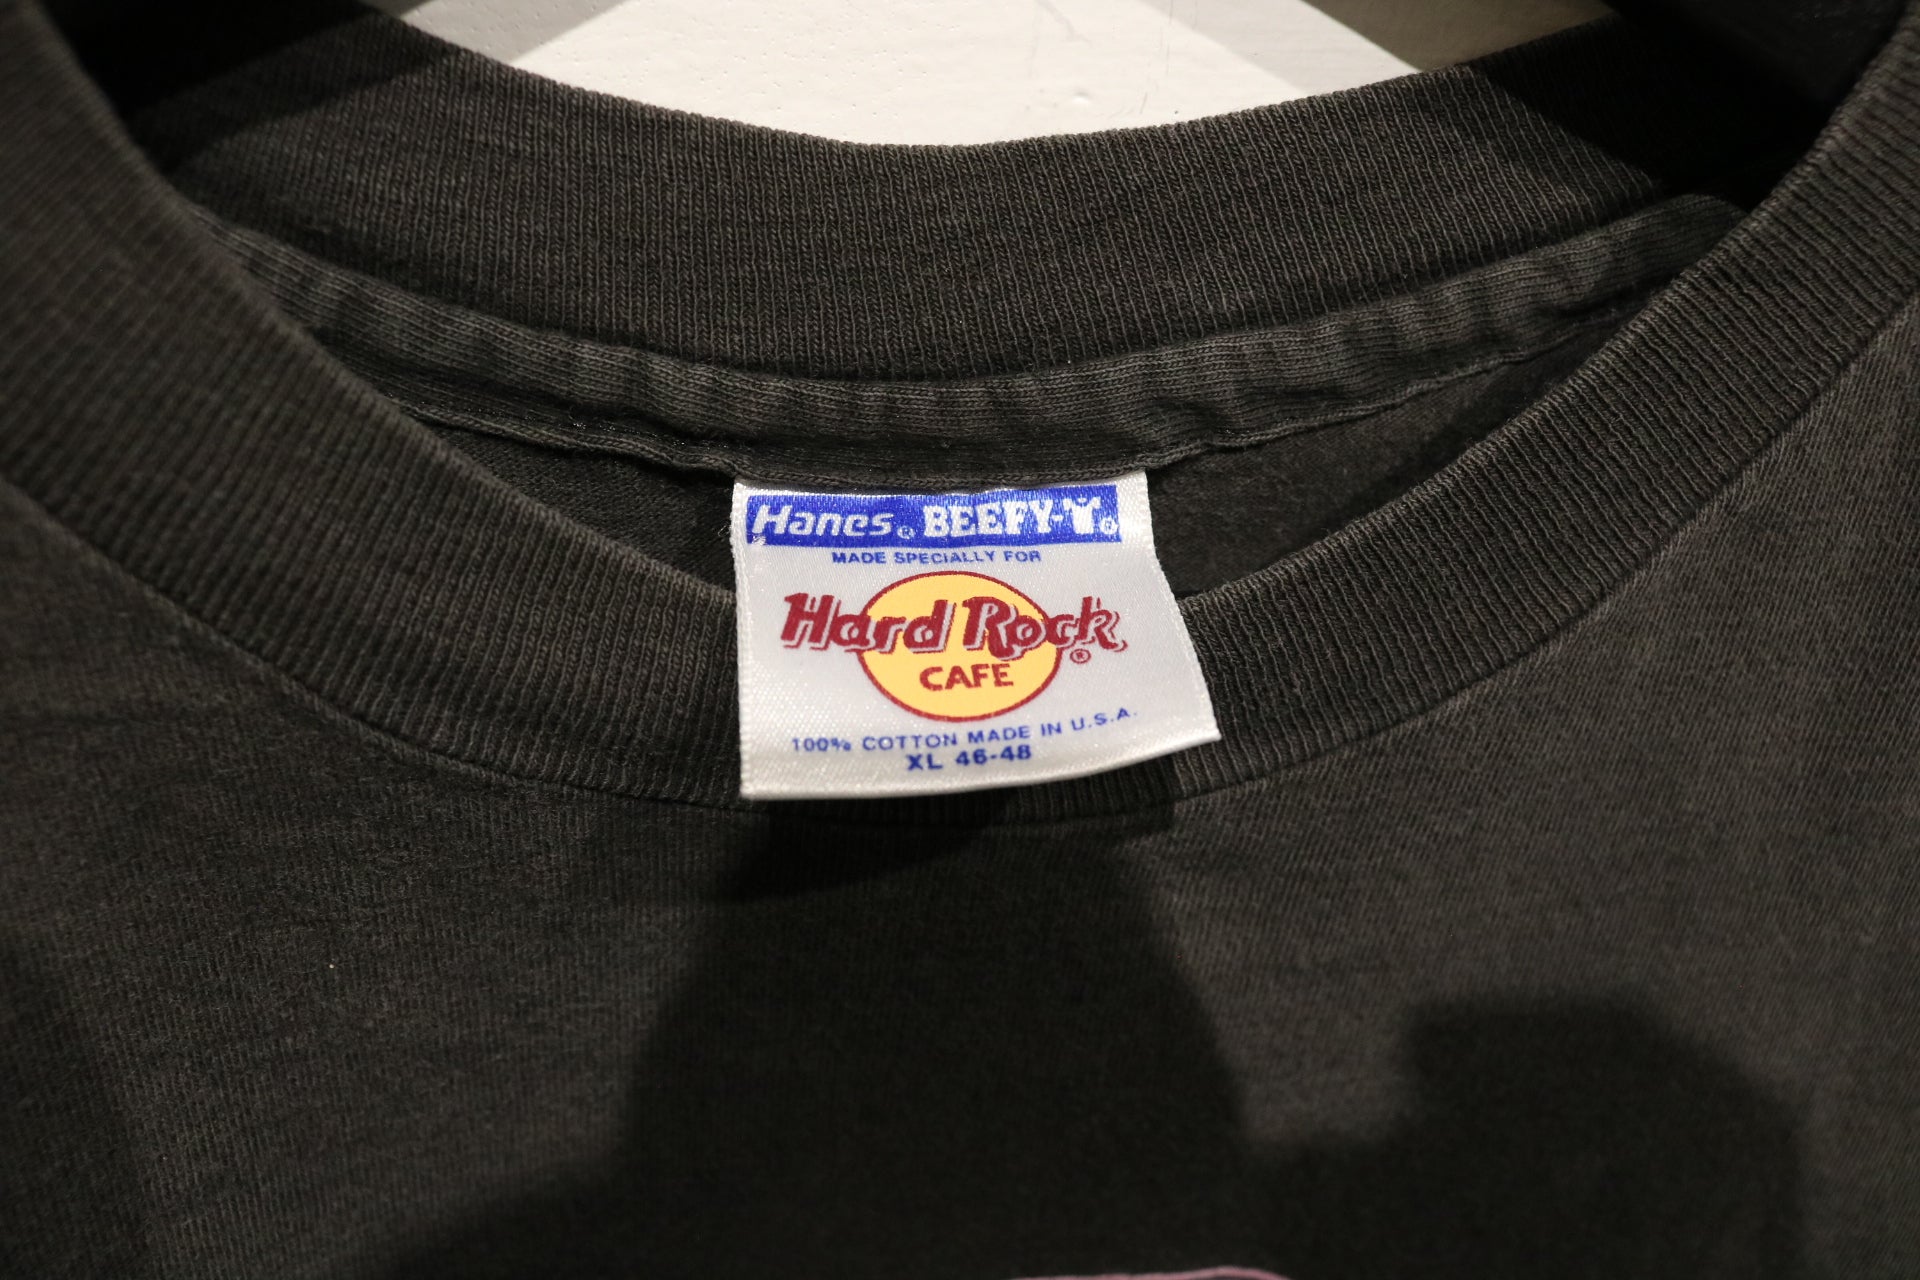 Hanes® BEEFY-T®
MADE SPECIALLY FOR
Hard Rock®
CAFE
100% COTTON MADE IN U.S.A.
XL 46-48